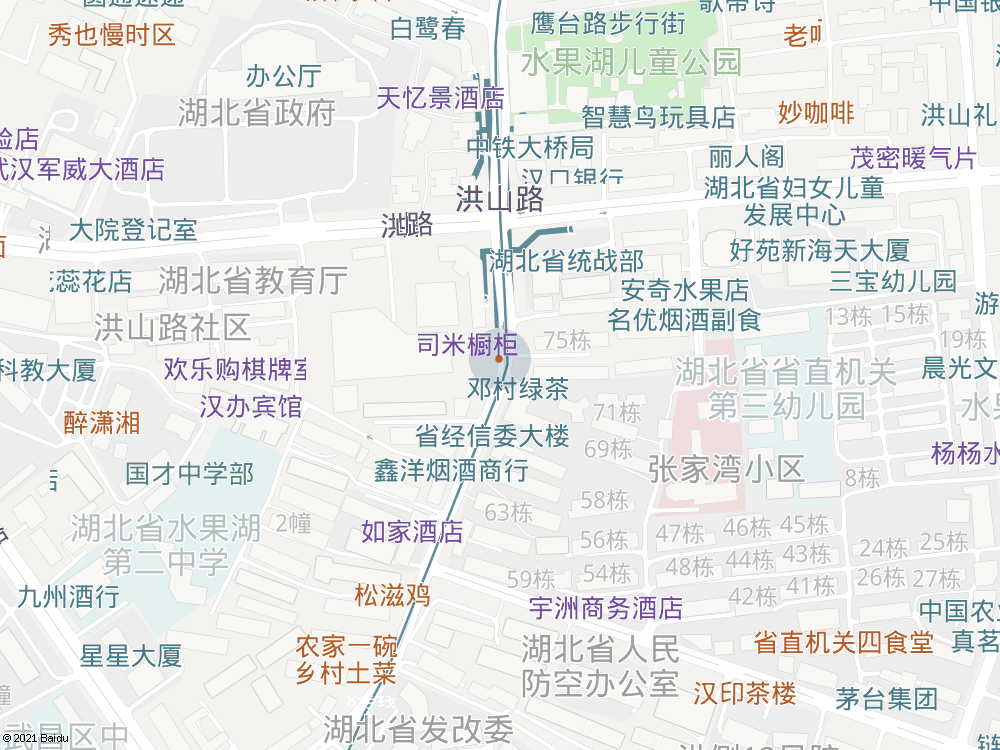 白鹭春
鹰台路步行街
秀也慢时区
水果湖儿童公园
办公厅
天忆景酒店
湖北省政府
智慧鸟玩具店
妙咖啡
洪山礼
验店
中铁大桥局
丽人阁
茂密暖气片
武汉军威大酒店
汉口银行
湖北省妇女儿童
发展中心
洪山路
大院登记室
好苑新海天大厦
湖北省统战部
湖北省教育厅
蕊花店
三宝幼儿园
安奇水果店
游
洪山路社区
名优烟酒副食
13栋
15栋
司米橱柜
75栋
19栋
科教大厦
欢乐购棋牌室
湖北省省直机关
第三幼儿园
晨光文
邓村绿茶
汉办宾馆
71栋
水果
醉潇湘
省经信委大楼
69栋
杨杨水
国才中学部
鑫洋烟酒商行
张家湾小区
8栋
58栋
湖北省水果湖
第二中学
2幢
63栋
如家酒店
56栋
47栋
46栋
45栋
24栋
25栋
44栋
43栋
59栋
54栋
48栋
26栋
27栋
42栋
41栋
九州酒行
松滋鸡
宇洲商务酒店
中国农业
真茗
农家一碗
乡村土菜
湖北省人民
防空办公室
省直机关四食堂
星星大厦
汉印茶楼
茅台集团
武昌区中
湖北省发改委
链
© 2021 Baidu